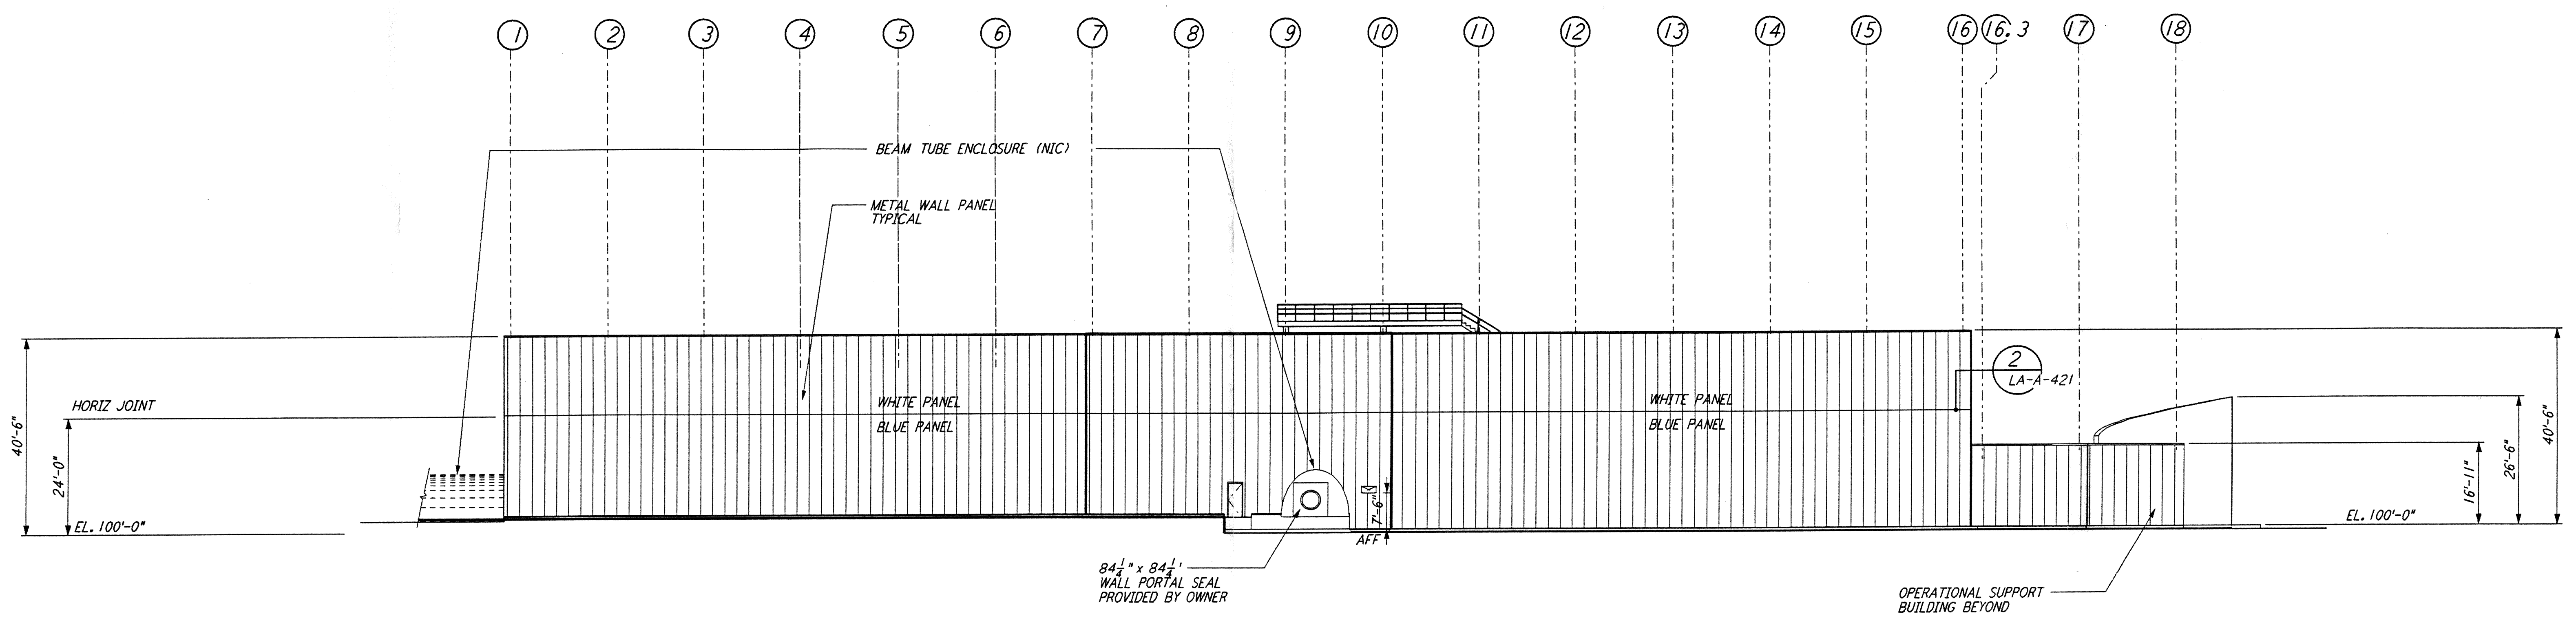 1 2 3 4 5 6 7 8 9 10 11 12 13 14 15 16 16.3 17 18
BEAM TUBE ENCLOSURE (NIC)
METAL WALL PANEL
TYPICAL
2
LA-A-421
HORIZ JOINT
WHITE PANEL
BLUE PANEL
WHITE PANEL
BLUE PANEL
40'-6"
24'-0"
EL. 100'-0"
7'-6"
AFF
16'-11"
26'-6"
40'-6"
EL. 100'-0"
84 1/4" x 84 1/4'
WALL PORTAL SEAL
PROVIDED BY OWNER
OPERATIONAL SUPPORT
BUILDING BEYOND